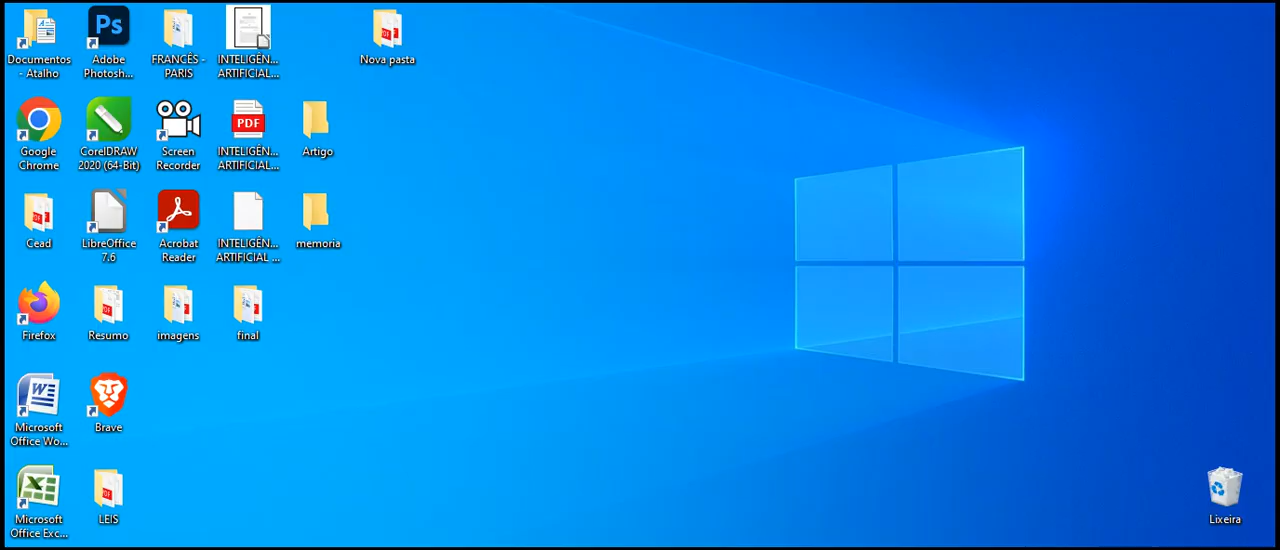 Documentos
- Atalho
Adobe
Photosh...
FRANCÊS -
PARIS
INTELIGÊN...
ARTIFICIAL...
Nova pasta
Google
Chrome
CorelDRAW
2020 (64-Bit)
Screen
Recorder
PDF
INTELIGÊN...
ARTIFICIAL...
Artigo
Cead
LibreOffice
7.6
Acrobat
Reader
INTELIGÊN...
ARTIFICIAL ...
memoria
Firefox
Resumo
imagens
final
Microsoft
Office Wo...
Brave
Microsoft
Office Exc...
LEIS
Lixeira
Ps